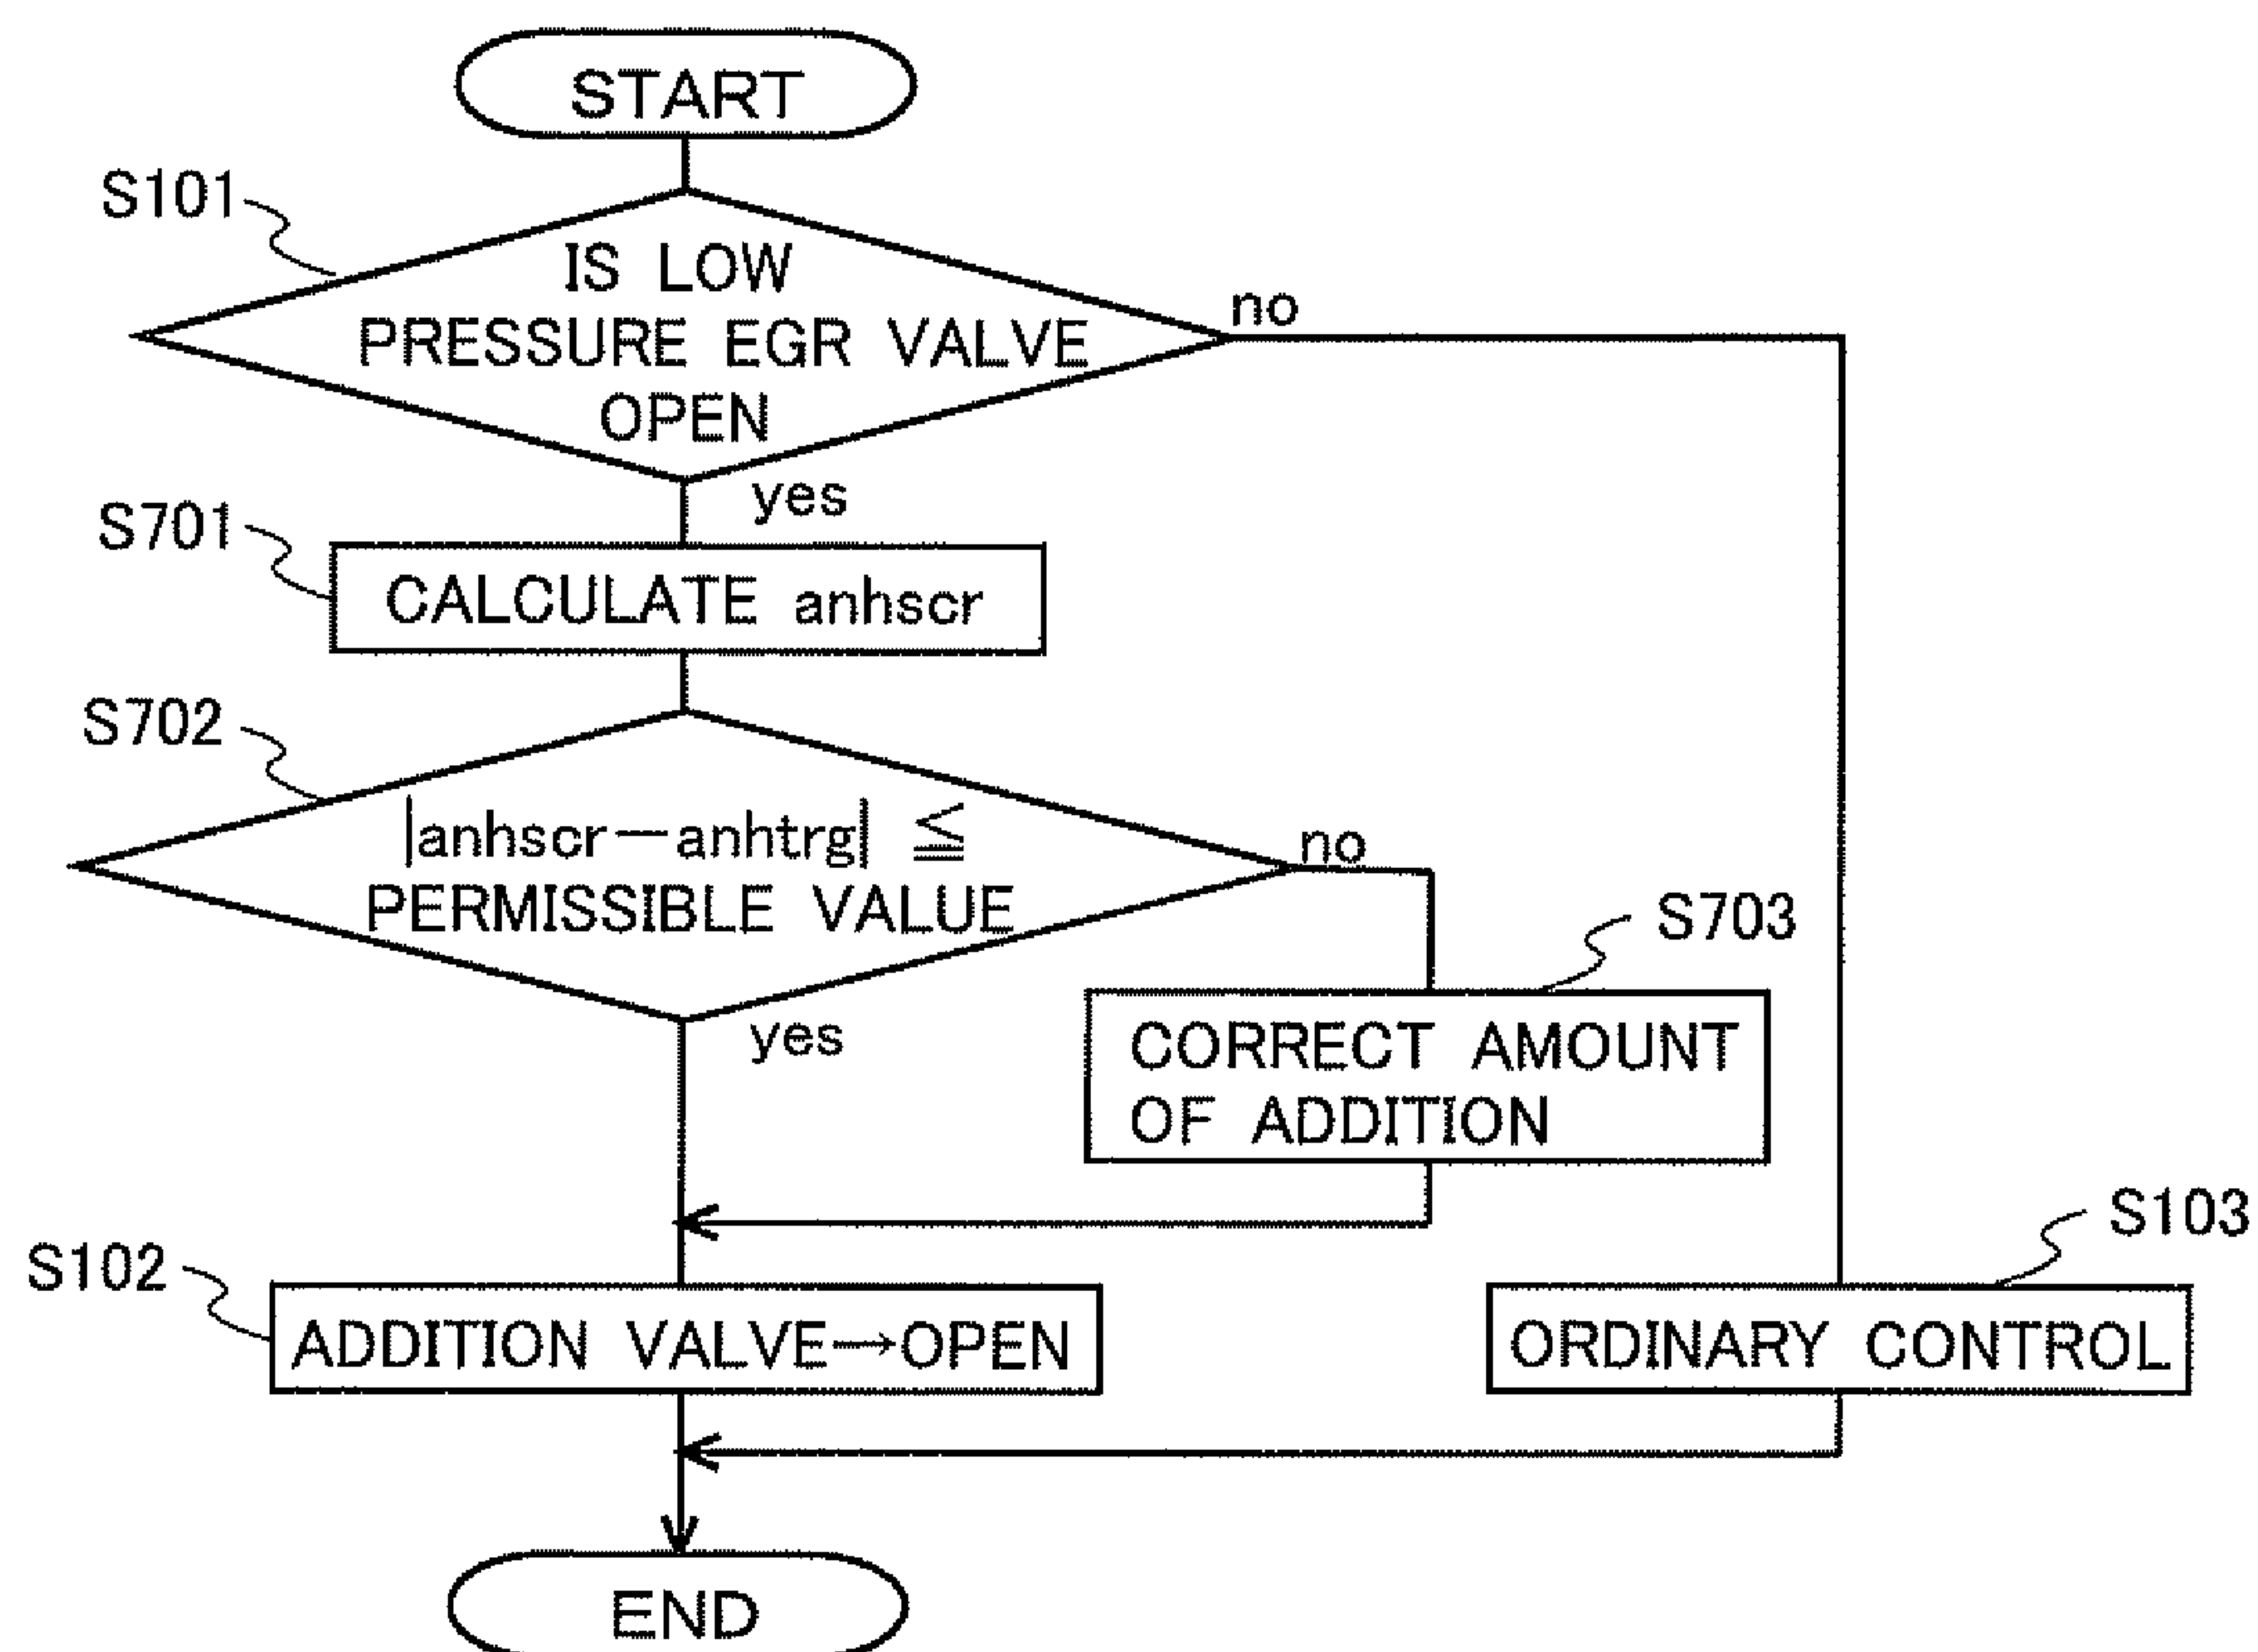 START
S101
IS LOW
PRESSURE EGR VALVE
OPEN
no
yes
S701
CALCULATE anhscr
S702
|anhscr－anhtrg| ≦
PERMISSIBLE VALUE
no
yes
S703
CORRECT AMOUNT
OF ADDITION
S102
ADDITION VALVE→OPEN
S103
ORDINARY CONTROL
END